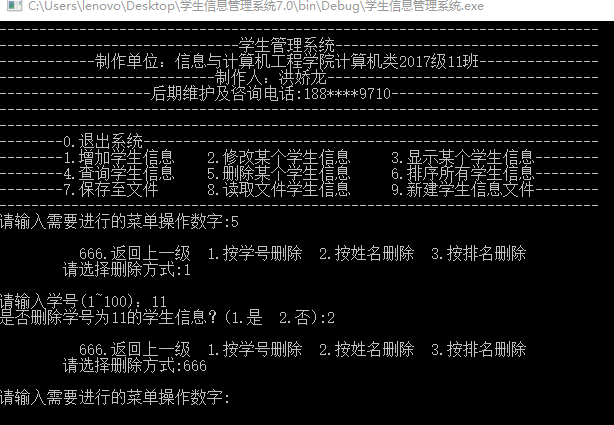 C:\Users\lenovo\Desktop\学生信息管理系统7.0\bin\Debug\学生信息管理系统.exe
---------------------------------------------------------------------------
------------------------------学生管理系统---------------------------------
------------制作单位：信息与计算机工程学院计算机类2017级11班---------------
---------------------------制作人：洪娇龙----------------------------------
-------------------后期维护及咨询电话:188****9710--------------------------
---------------------------------------------------------------------------
---------------------------------------------------------------------------
--------0.退出系统---------------------------------------------------------
--------1.增加学生信息    2.修改某个学生信息     3.显示某个学生信息--------
--------4.查询学生信息    5.删除某个学生信息     6.排序所有学生信息--------
--------7.保存至文件      8.读取文件学生信息     9.新建学生信息文件--------
---------------------------------------------------------------------------
请输入需要进行的菜单操作数字:5
666.返回上一级  1.按学号删除  2.按姓名删除  3.按排名删除
请选择删除方式:1
请输入学号(1~100)：11
是否删除学号为11的学生信息？(1.是  2.否):2
666.返回上一级  1.按学号删除  2.按姓名删除  3.按排名删除
请选择删除方式:666
请输入需要进行的菜单操作数字: